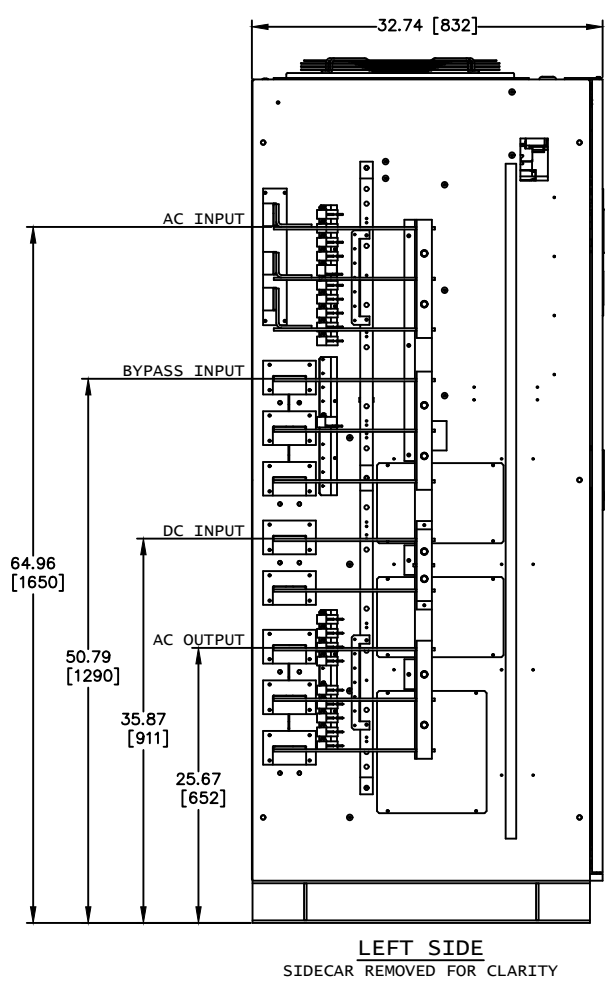 32.74 [832]
AC INPUT
BYPASS INPUT
DC INPUT
64.96
[1650]
AC OUTPUT
50.79
[1290]
35.87
[911]
25.67
[652]
LEFT SIDE
SIDECAR REMOVED FOR CLARITY